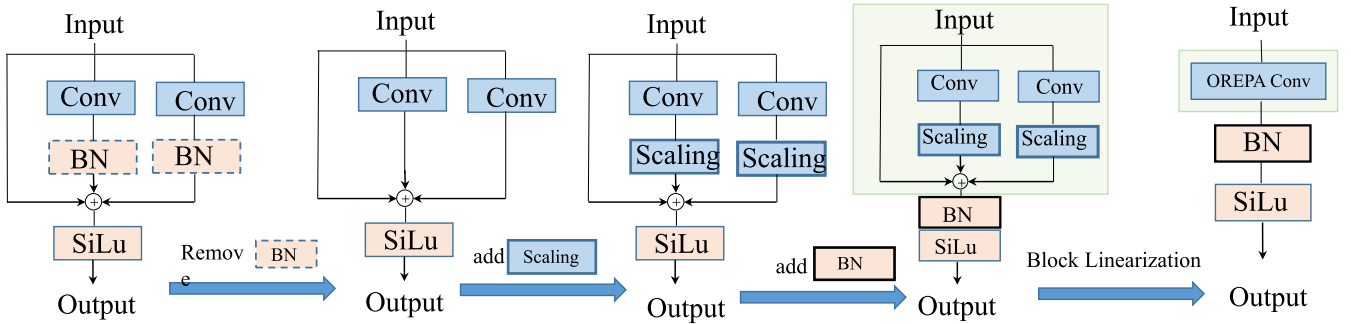 Input
Conv
Conv
BN
BN
SiLu
Output
Remov
e
BN
Input
Conv
Conv
SiLu
Output
add
Scaling
Input
Conv
Conv
Scaling
Scaling
SiLu
Output
add
BN
Input
Conv
Conv
Scaling
Scaling
BN
SiLu
Output
Block Linearization
Input
OREPA Conv
BN
SiLu
Output